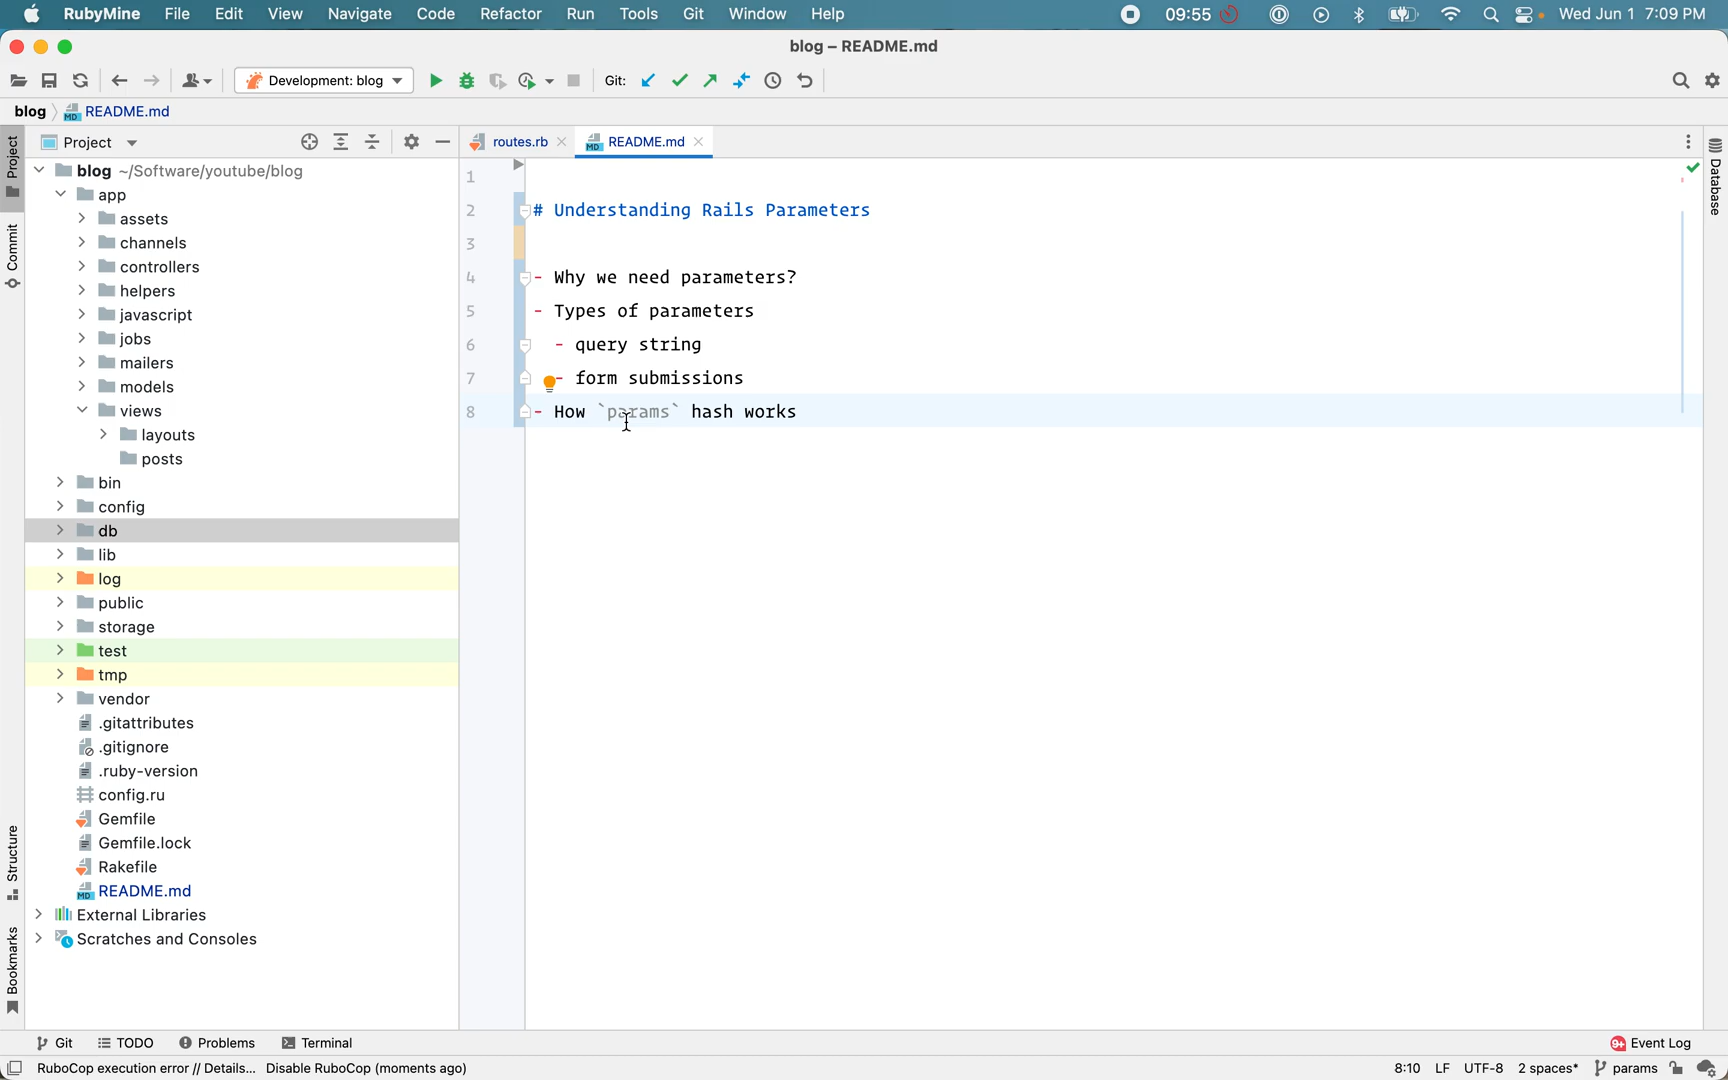 RubyMine File Edit View Navigate Code Refactor Run Tools Git Window Help 09:55 Wed Jun 1 7:09 PM
blog – README.md
Development: blog Git:
blog README.md
Project routes.rb README.md
Project
Commit
Structure
Bookmarks
blog ~/Software/youtube/blog
app
assets
channels
controllers
helpers
javascript
jobs
mailers
models
views
layouts
posts
bin
config
db
lib
log
public
storage
test
tmp
vendor
.gitattributes
.gitignore
.ruby-version
config.ru
Gemfile
Gemfile.lock
Rakefile
README.md
External Libraries
Scratches and Consoles
1
2 # Understanding Rails Parameters
3
4 - Why we need parameters?
5 - Types of parameters
6 - query string
7 - form submissions
8 - How `params` hash works
Database
Git TODO Problems Terminal 9+ Event Log
RuboCop execution error // Details... Disable RuboCop (moments ago) 8:10 LF UTF-8 2 spaces* params